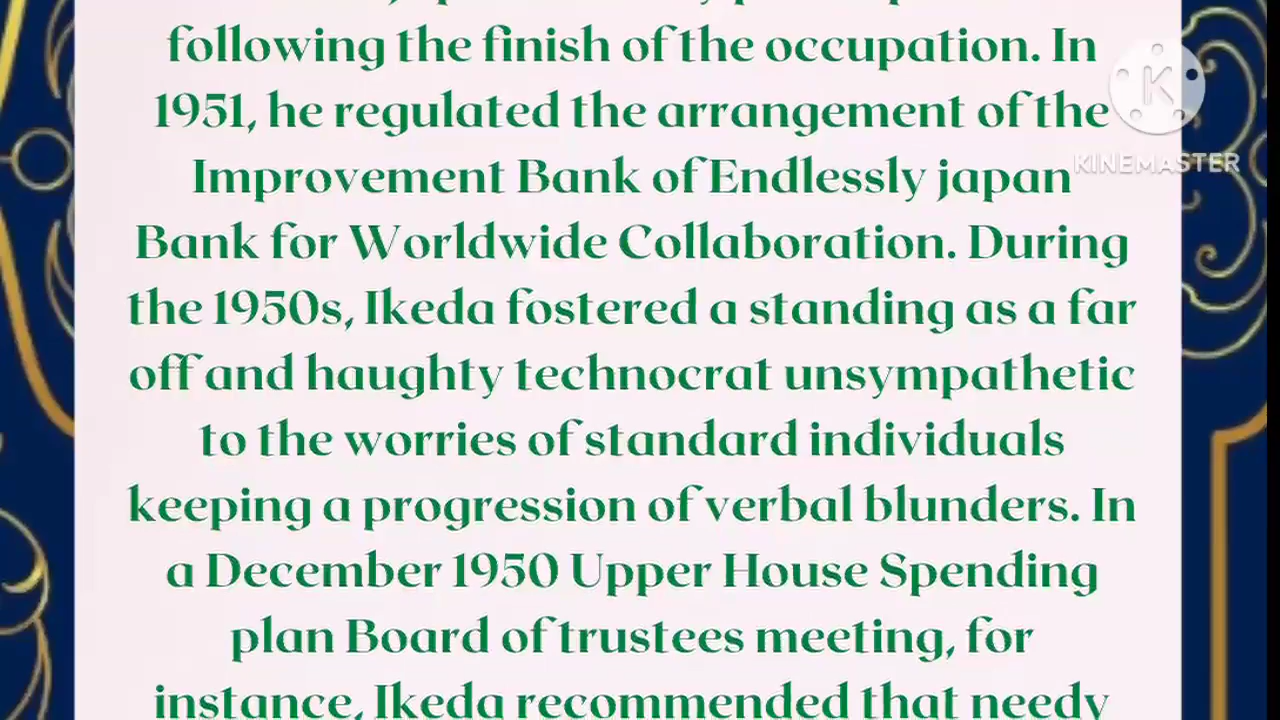 following the finish of the occupation. In
1951, he regulated the arrangement of the
Improvement Bank of Endlessly japan
Bank for Worldwide Collaboration. During
the 1950s, Ikeda fostered a standing as a far
off and haughty technocrat unsympathetic
to the worries of standard individuals
keeping a progression of verbal blunders. In
a December 1950 Upper House Spending
plan Board of trustees meeting, for
instance, Ikeda recommended that needy
K
KINEMASTER